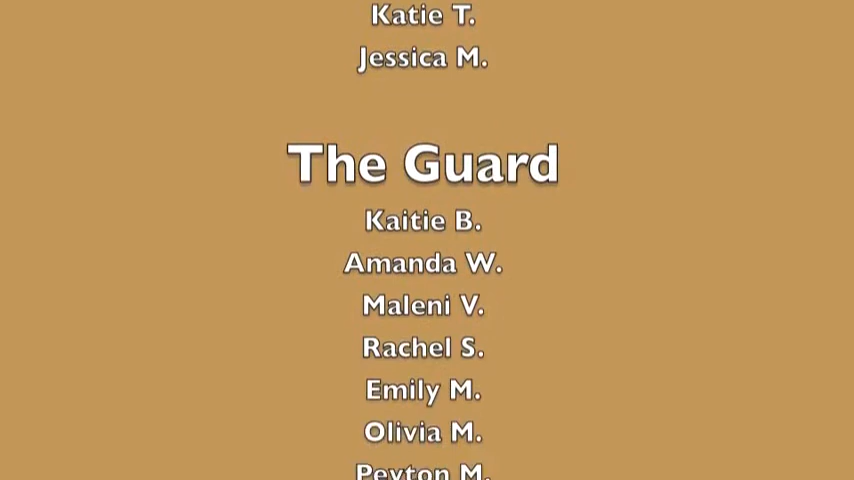 Katie T.
Jessica M.
The Guard
Kaitie B.
Amanda W.
Maleni V.
Rachel S.
Emily M.
Olivia M.
Peyton M.